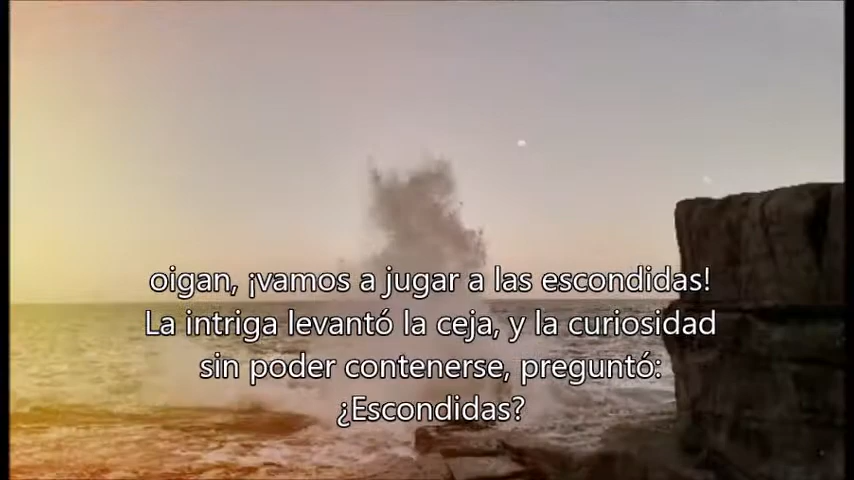 oigan, ¡vamos a jugar a las escondidas!
La intriga levantó la ceja, y la curiosidad
sin poder contenerse, preguntó:
¿Escondidas?